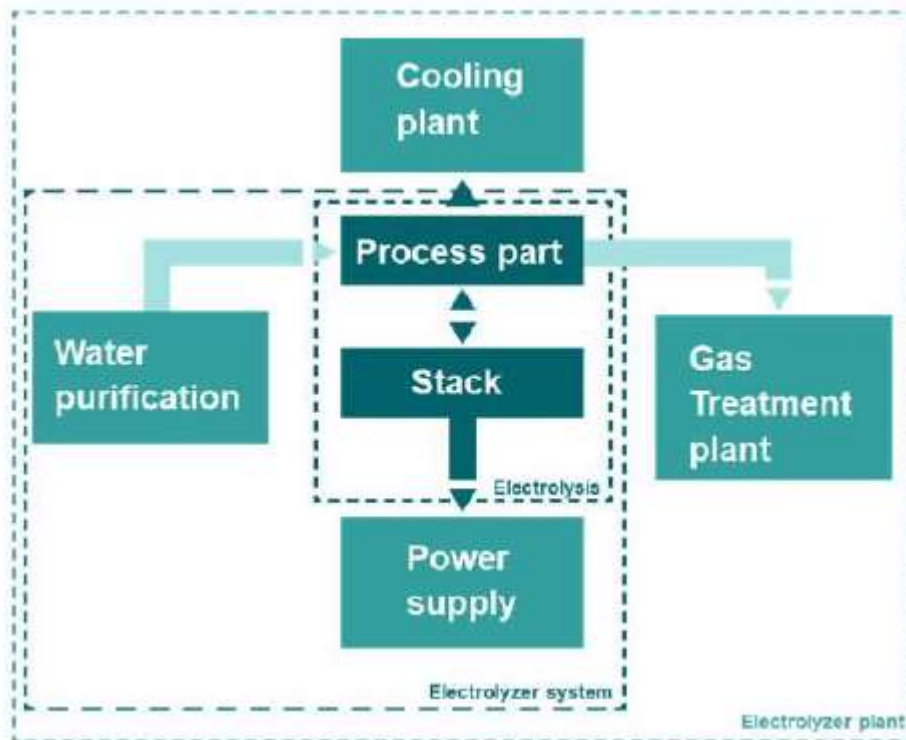 Cooling
plant
Process part
Water
purification
Stack
Gas
Treatment
plant
Electrolysis
Power
supply
Electrolyzer system
Electrolyzer plant